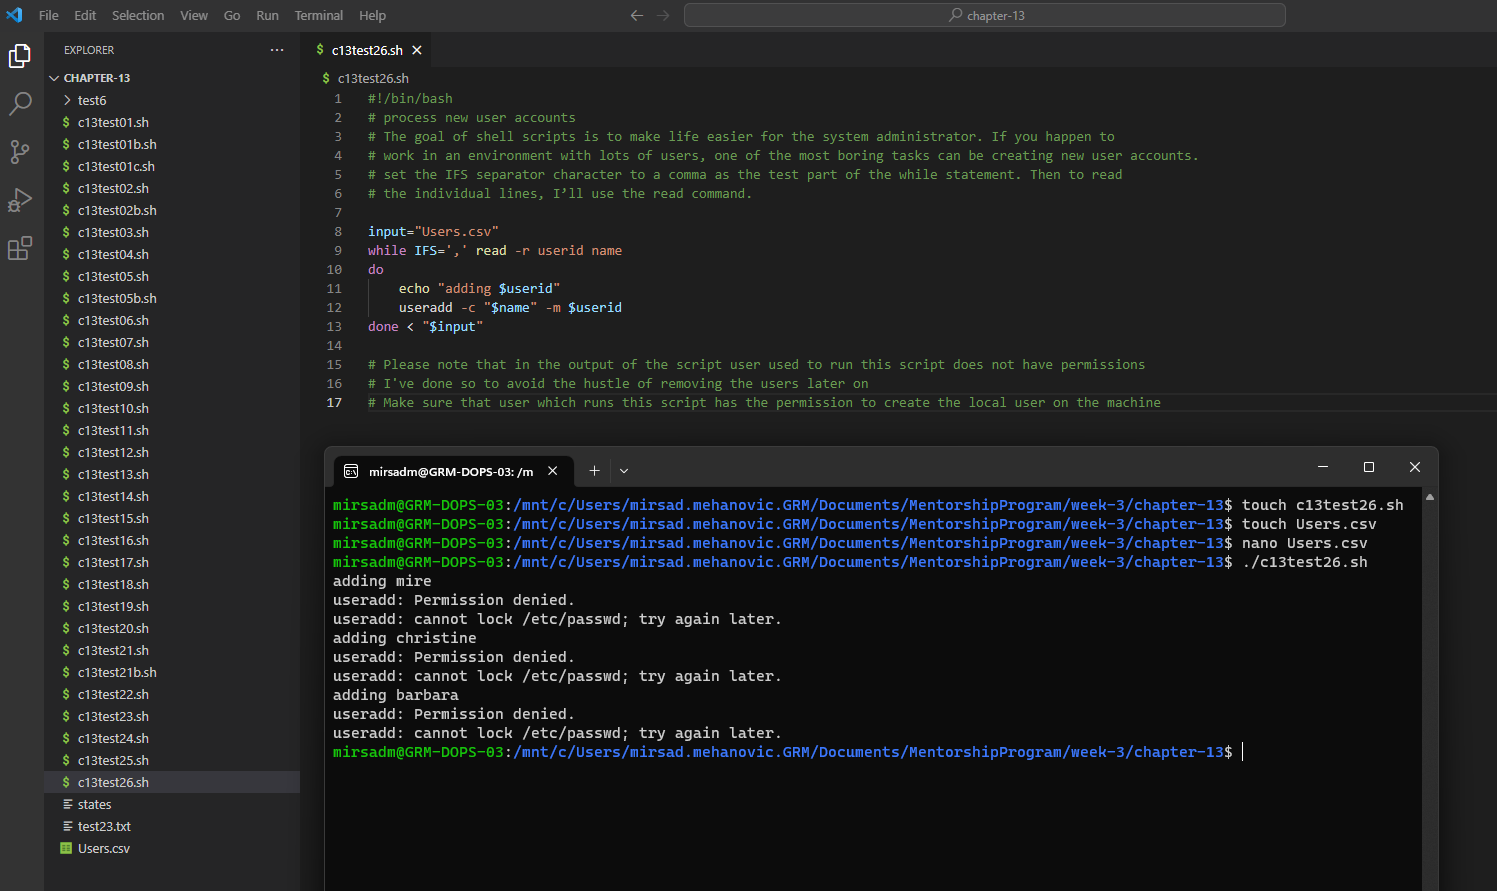 File Edit Selection View Go Run Terminal Help
chapter-13
EXPLORER
CHAPTER-13
test6
c13test01.sh
c13test01b.sh
c13test01c.sh
c13test02.sh
c13test02b.sh
c13test03.sh
c13test04.sh
c13test05.sh
c13test05b.sh
c13test06.sh
c13test07.sh
c13test08.sh
c13test09.sh
c13test10.sh
c13test11.sh
c13test12.sh
c13test13.sh
c13test14.sh
c13test15.sh
c13test16.sh
c13test17.sh
c13test18.sh
c13test19.sh
c13test20.sh
c13test21.sh
c13test21b.sh
c13test22.sh
c13test23.sh
c13test24.sh
c13test25.sh
c13test26.sh
states
test23.txt
Users.csv
$ c13test26.sh
$ c13test26.sh
1 #!/bin/bash
2 # process new user accounts
3 # The goal of shell scripts is to make life easier for the system administrator. If you happen to
4 # work in an environment with lots of users, one of the most boring tasks can be creating new user accounts.
5 # set the IFS separator character to a comma as the test part of the while statement. Then to read
6 # the individual lines, I’ll use the read command.
7
8 input="Users.csv"
9 while IFS=',' read -r userid name
10 do
11 echo "adding $userid"
12 useradd -c "$name" -m $userid
13 done < "$input"
14
15 # Please note that in the output of the script user used to run this script does not have permissions
16 # I've done so to avoid the hustle of removing the users later on
17 # Make sure that user which runs this script has the permission to create the local user on the machine
mirsadm@GRM-DOPS-03: /m
mirsadm@GRM-DOPS-03:/mnt/c/Users/mirsad.mehanovic.GRM/Documents/MentorshipProgram/week-3/chapter-13$ touch c13test26.sh
mirsadm@GRM-DOPS-03:/mnt/c/Users/mirsad.mehanovic.GRM/Documents/MentorshipProgram/week-3/chapter-13$ touch Users.csv
mirsadm@GRM-DOPS-03:/mnt/c/Users/mirsad.mehanovic.GRM/Documents/MentorshipProgram/week-3/chapter-13$ nano Users.csv
mirsadm@GRM-DOPS-03:/mnt/c/Users/mirsad.mehanovic.GRM/Documents/MentorshipProgram/week-3/chapter-13$ ./c13test26.sh
adding mire
useradd: Permission denied.
useradd: cannot lock /etc/passwd; try again later.
adding christine
useradd: Permission denied.
useradd: cannot lock /etc/passwd; try again later.
adding barbara
useradd: Permission denied.
useradd: cannot lock /etc/passwd; try again later.
mirsadm@GRM-DOPS-03:/mnt/c/Users/mirsad.mehanovic.GRM/Documents/MentorshipProgram/week-3/chapter-13$